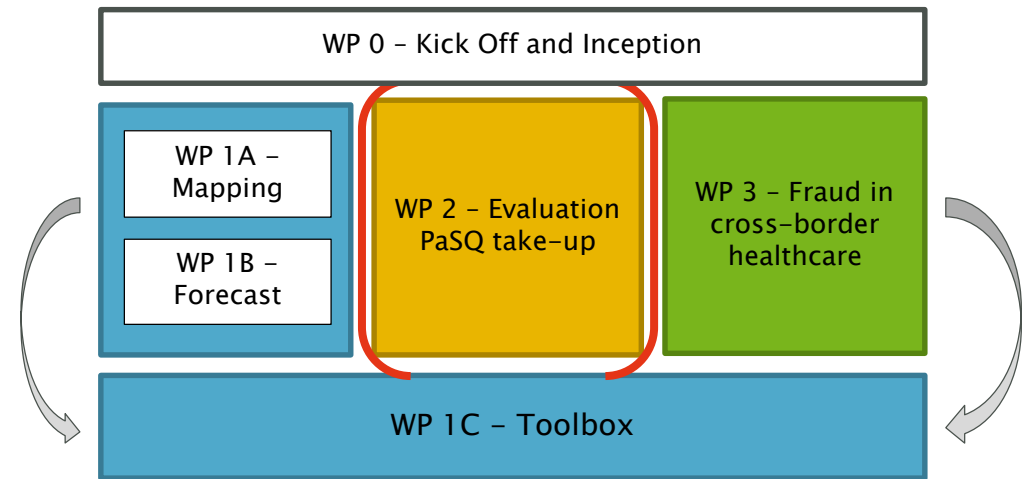 WP 0 – Kick Off and Inception
WP 1A –
Mapping
WP 1B –
Forecast
WP 2 – Evaluation
PaSQ take-up
WP 3 – Fraud in
cross-border
healthcare
WP 1C – Toolbox